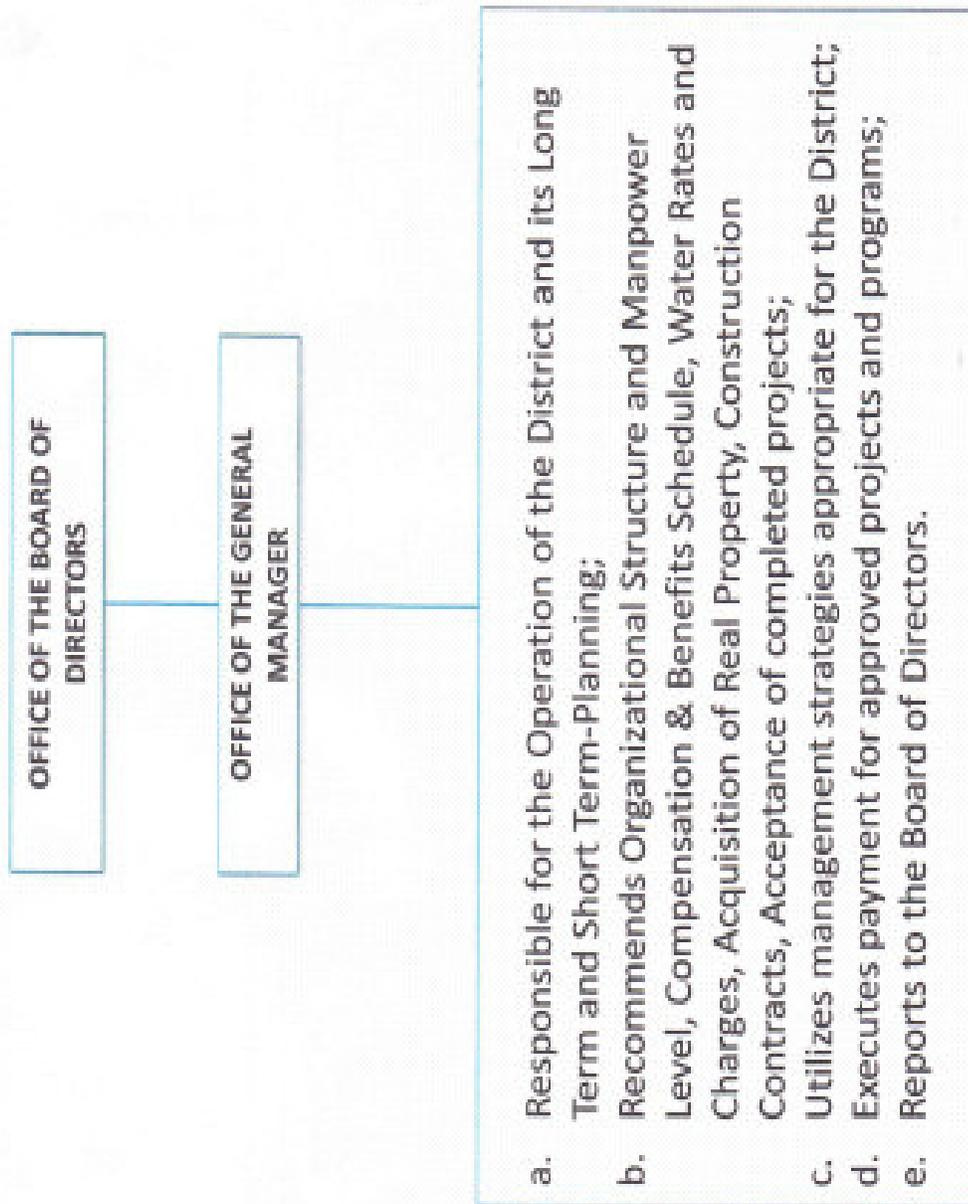 OFFICE OF THE BOARD OF
DIRECTORS
OFFICE OF THE GENERAL
MANAGER
a. Responsible for the Operation of the District and its Long
Term and Short Term-Planning;
b. Recommends Organizational Structure and Manpower
Level, Compensation & Benefits Schedule, Water Rates and
Charges, Acquisition of Real Property, Construction
Contracts, Acceptance of completed projects;
c. Utilizes management strategies appropriate for the District;
d. Executes payment for approved projects and programs;
e. Reports to the Board of Directors.